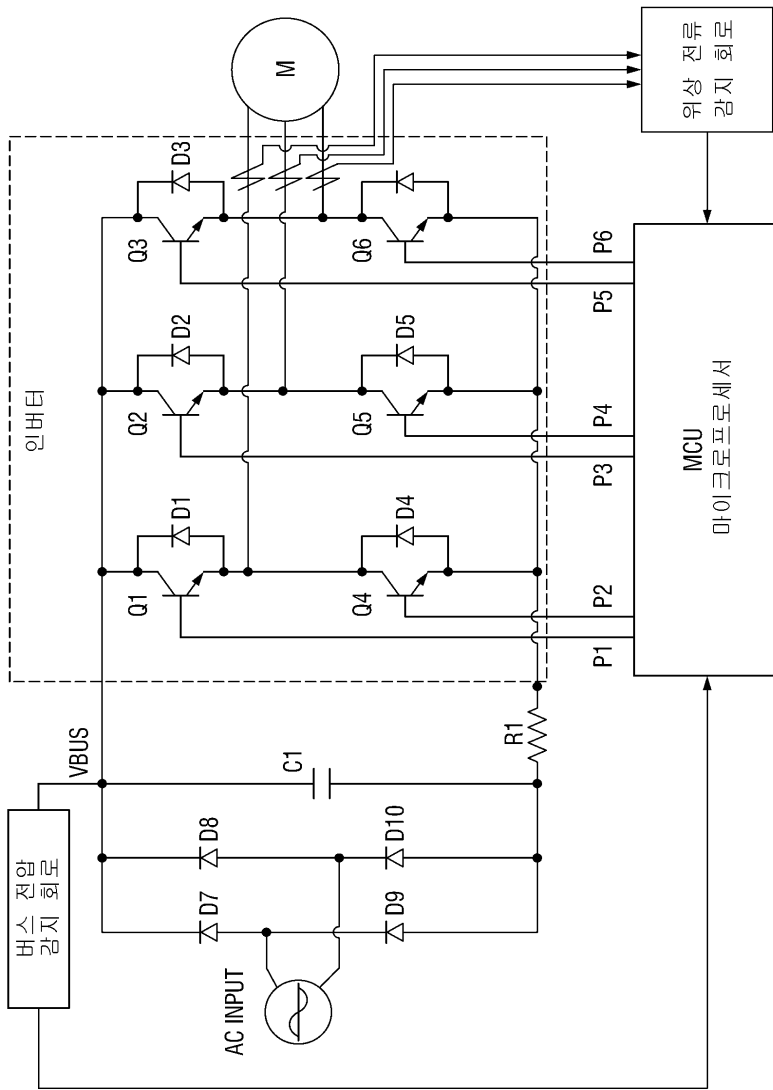 버스 전압
감지 회로
인버터
VBUS
Q1
Q2
Q3
D1
D2
D3
D7
D8
AC INPUT
M
C1
Q4
Q5
Q6
D9
D10
D4
D5
R1
P1
P2
P3
P4
P5
P6
MCU
마이크로프로세서
위상 전류
감지 회로